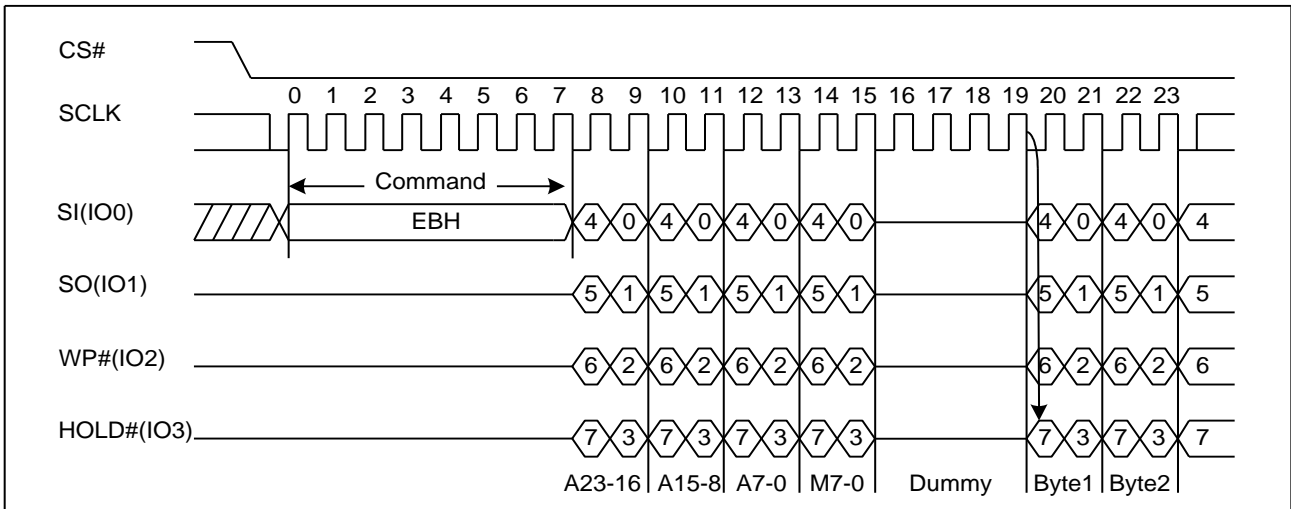 CS#
0 1 2 3 4 5 6 7 8 9 10 11 12 13 14 15 16 17 18 19 20 21 22 23
SCLK
Command
SI(IO0) EBH 4 0 4 0 4 0 4 0 4 0 4 0 4
SO(IO1) 5 1 5 1 5 1 5 1 5 1 5 1 5
WP#(IO2) 6 2 6 2 6 2 6 2 6 2 6 2 6
HOLD#(IO3) 7 3 7 3 7 3 7 3 7 3 7 3 7
A23-16 A15-8 A7-0 M7-0 Dummy Byte1 Byte2